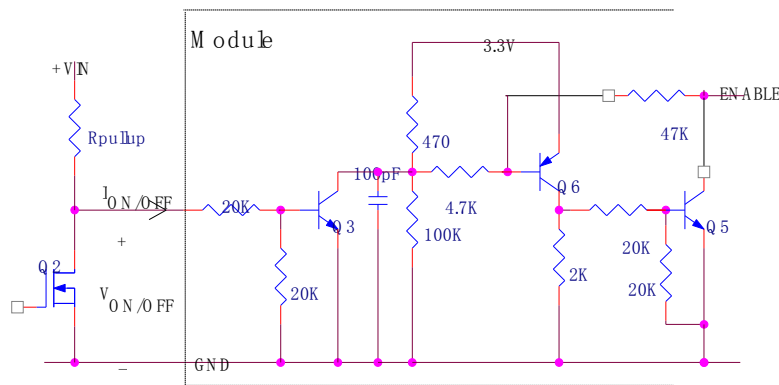 Module
3.3V
+VIN
ENABLE
Rpullup
470
47K
100pF
Q6
ION/OFF
20K
4.7K
Q3
100K
Q5
+
20K
Q2
20K
2K
20K
VON/OFF
–
GND